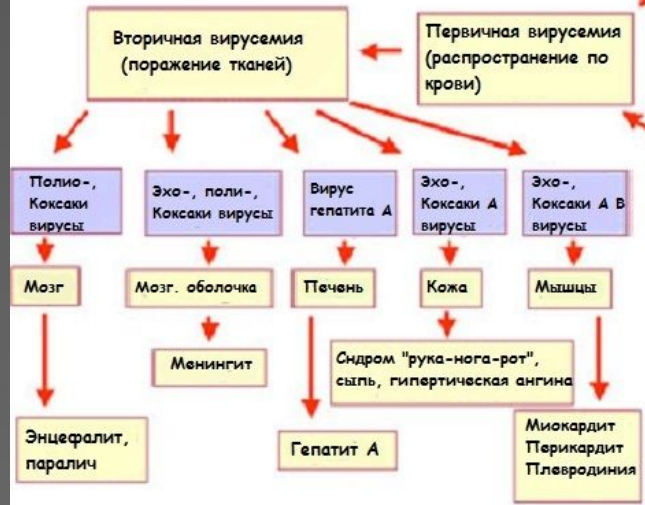 Вторичная вирусемия
(поражение тканей)
Первичная вирусемия
(распространение по
крови)
Полио-,
Коксаки
вирусы
Эхо-, поли-,
Коксаки вирусы
Вирус
гепатита А
Эхо-,
Коксаки А
вирусы
Эхо-,
Коксаки А В
вирусы
Мозг
Мозг. оболочка
Печень
Кожа
Мышцы
Менингит
Сндром "рука-нога-рот",
сыпь, гипертическая ангина
Энцефалит,
паралич
Гепатит А
Миокардит
Перикардит
Плевродиния